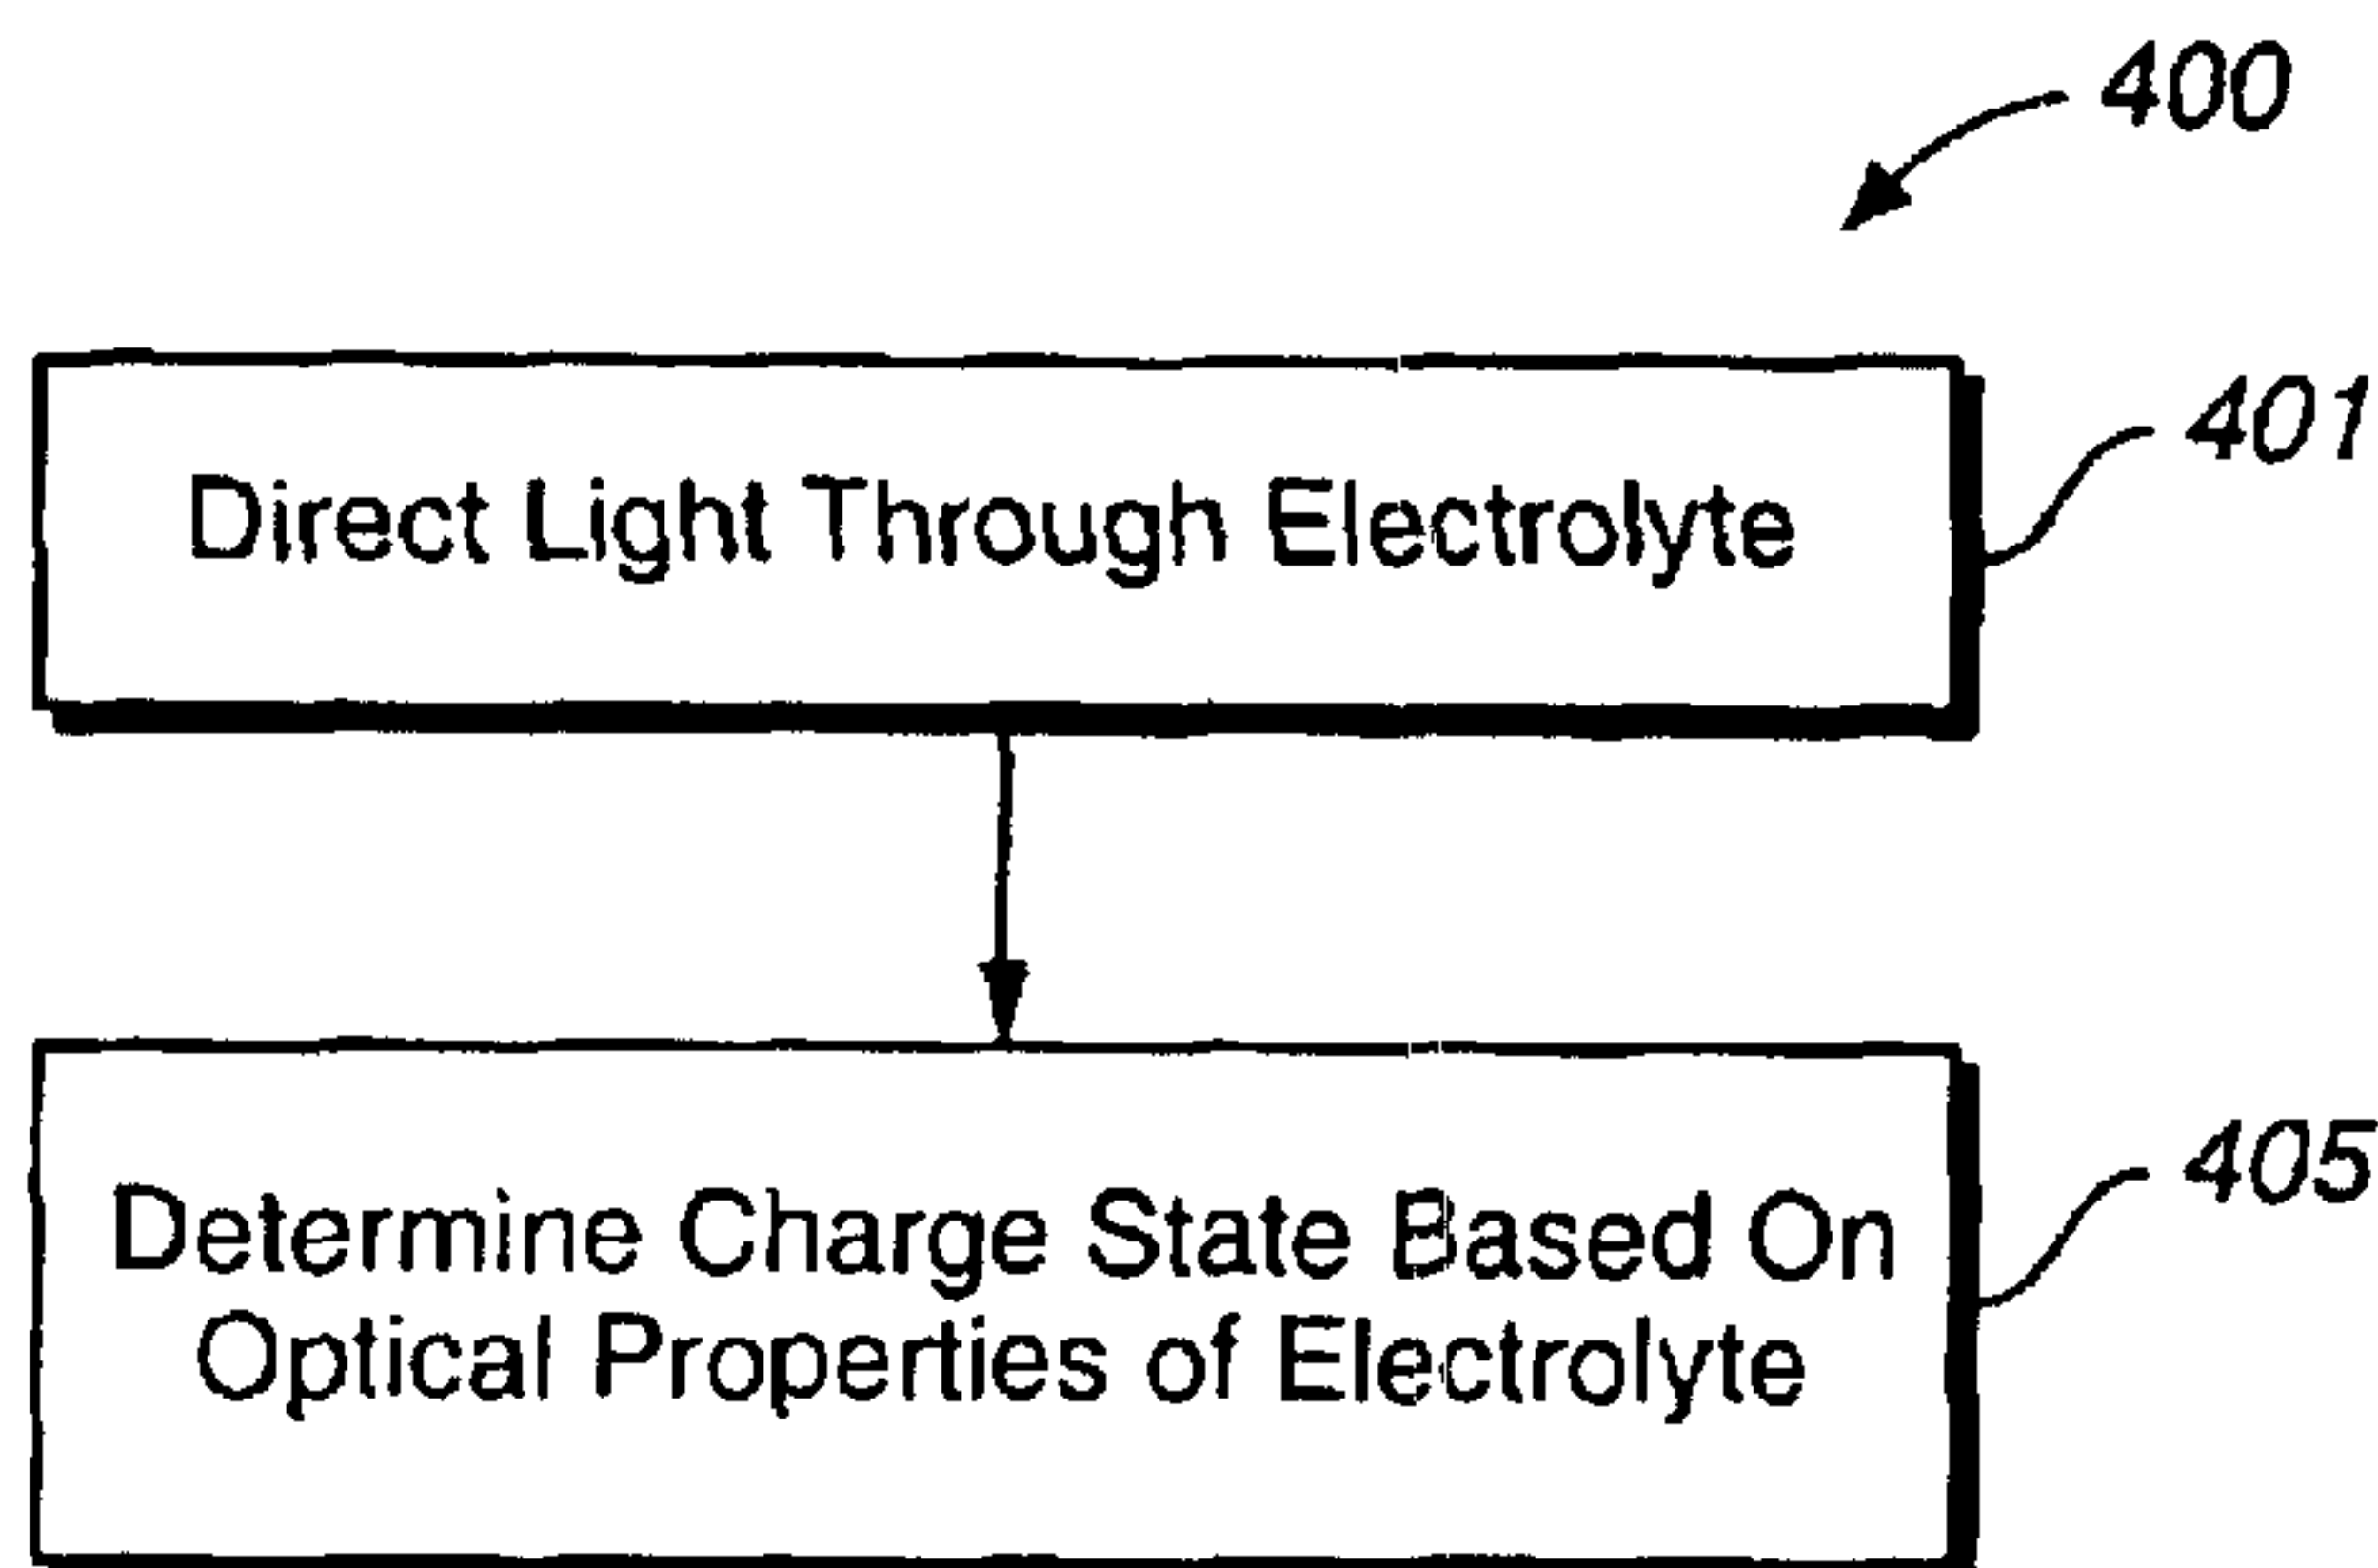 400
401
Direct Light Through Electrolyte
405
Determine Charge State Based On
Optical Properties of Electrolyte